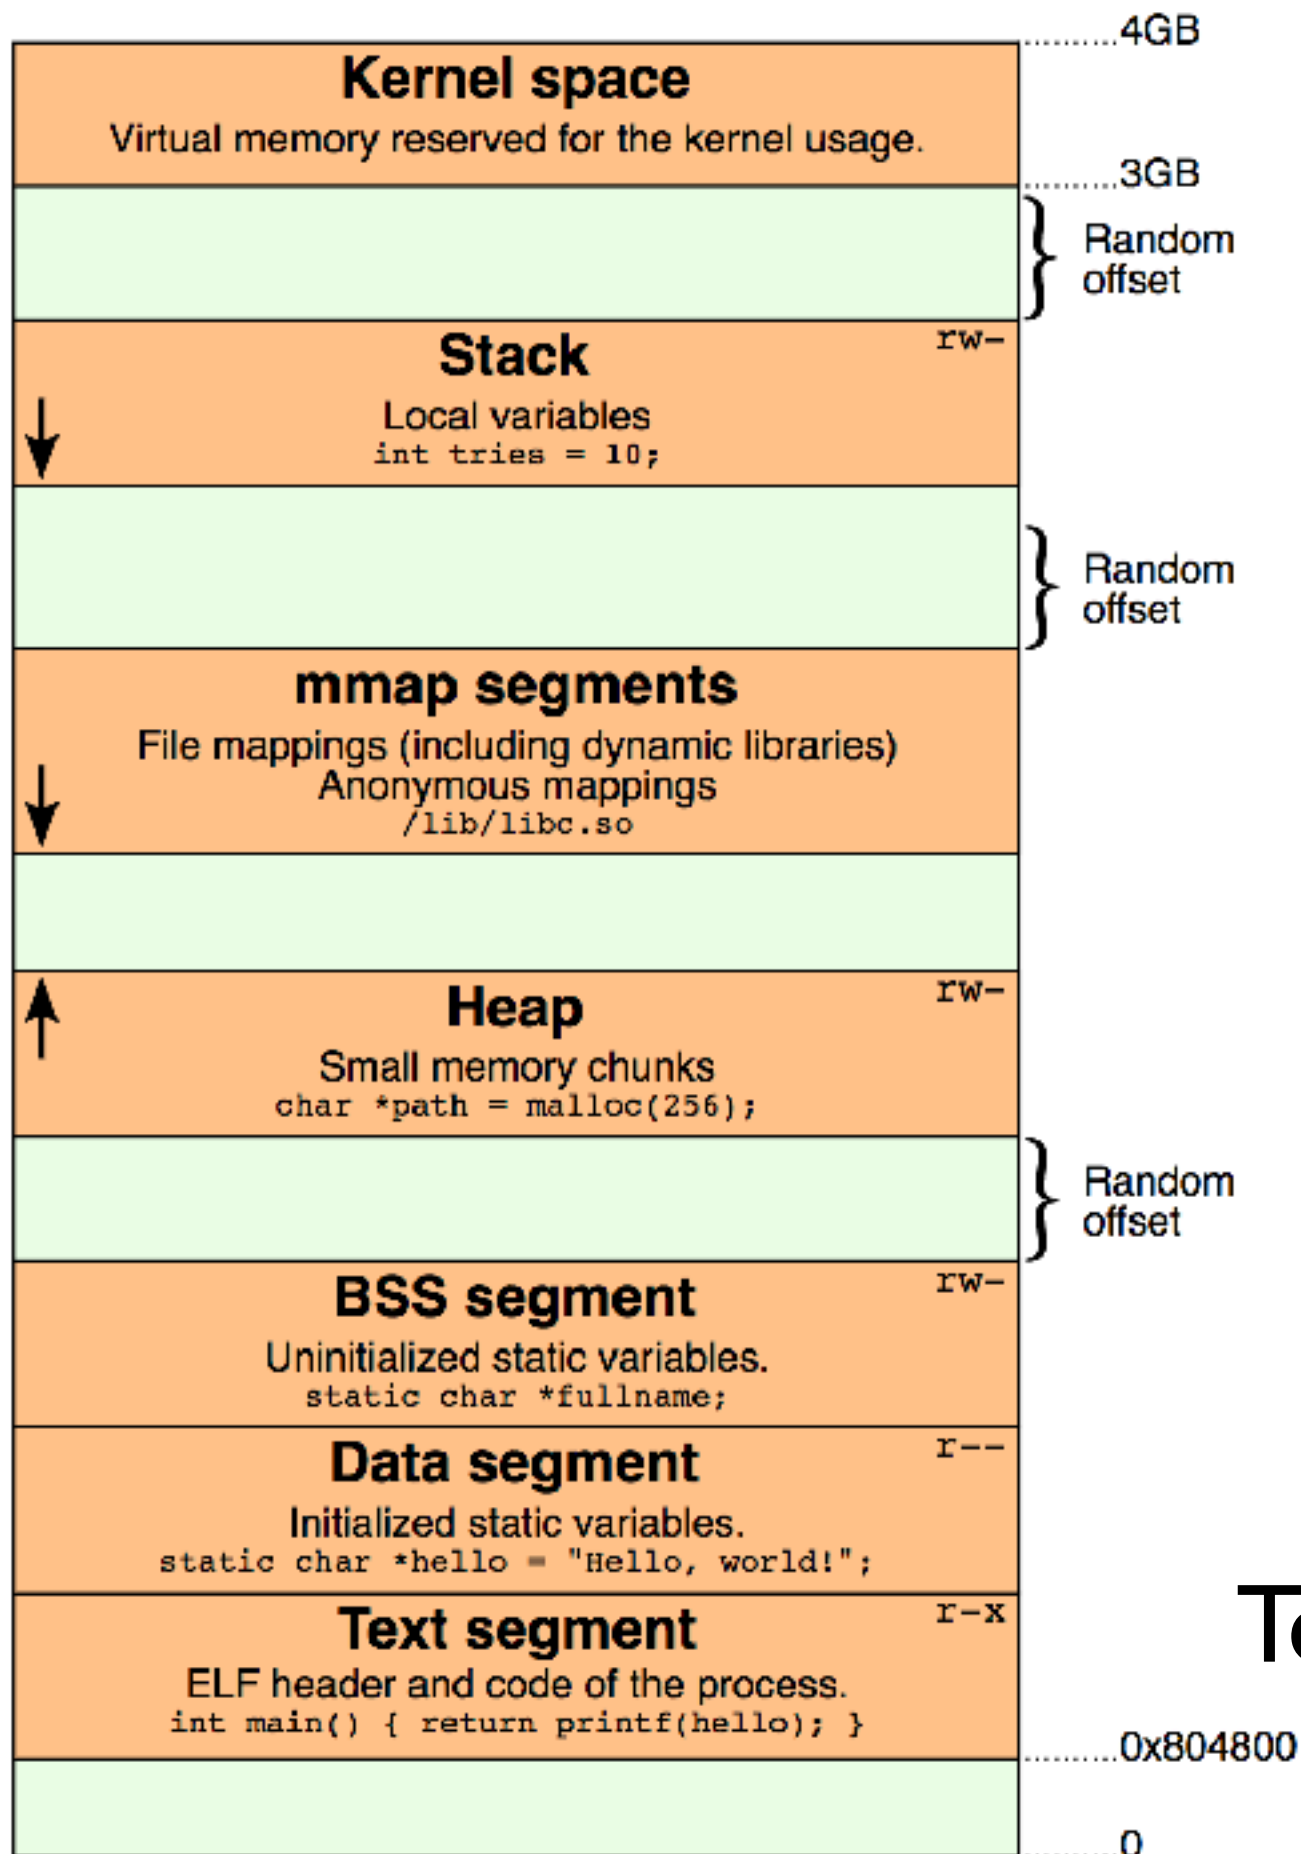 4GB
Kernel space
Virtual memory reserved for the kernel usage.
3GB
Random
offset
rw-
Stack
Local variables
int tries = 10;
Random
offset
mmap segments
File mappings (including dynamic libraries)
Anonymous mappings
/lib/libc.so
rw-
Heap
Small memory chunks
char *path = malloc(256);
Random
offset
rw-
BSS segment
Uninitialized static variables.
static char *fullname;
r--
Data segment
Initialized static variables.
static char *hello = "Hello, world!";
r-x
Text segment
ELF header and code of the process.
int main() { return printf(hello); }
0x804800
0